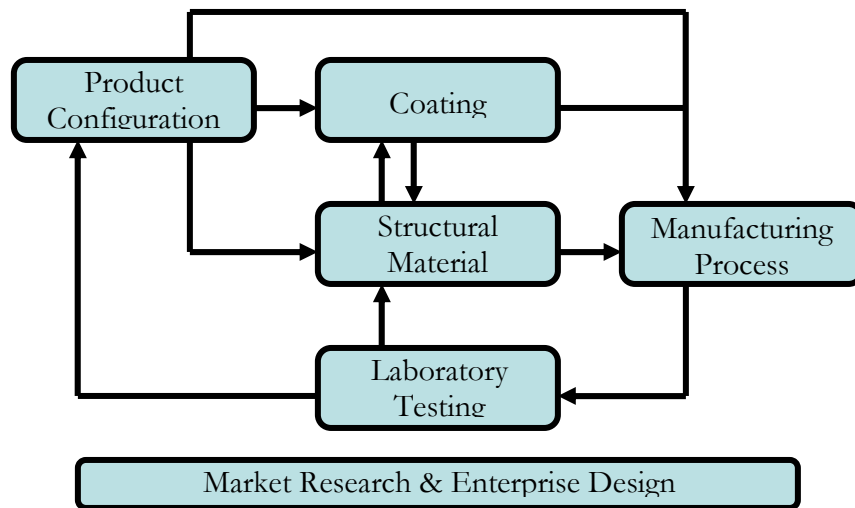 Product
Configuration
Coating
Structural
Material
Manufacturing
Process
Laboratory
Testing
Market Research & Enterprise Design